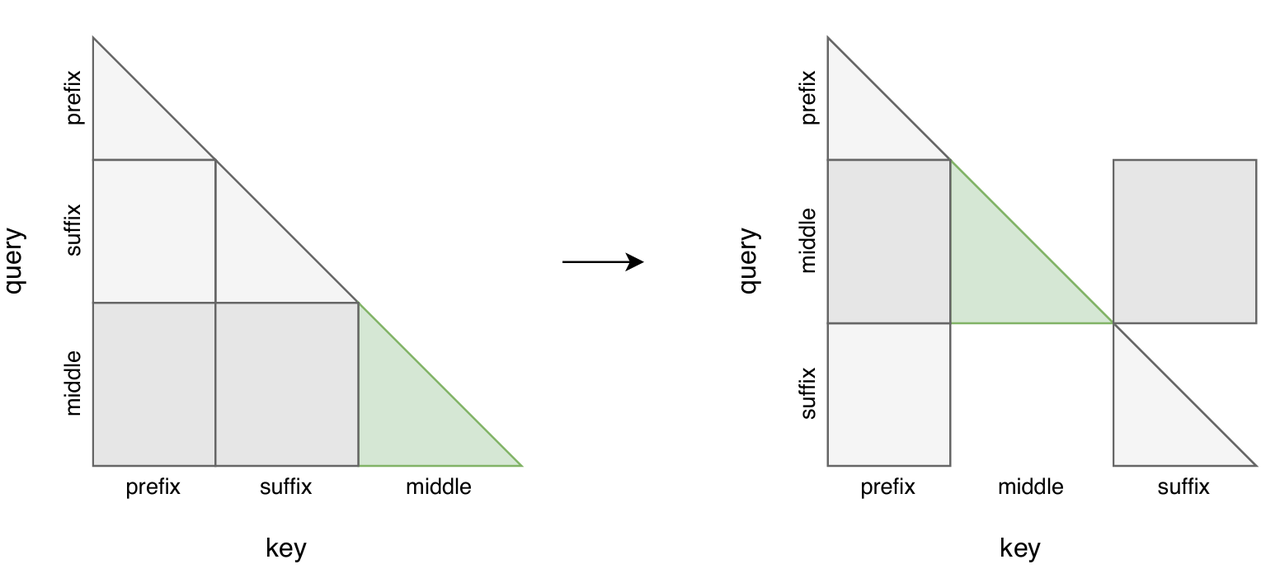 query
prefix
suffix
middle
prefix
suffix
middle
key
query
prefix
middle
suffix
prefix
middle
suffix
key